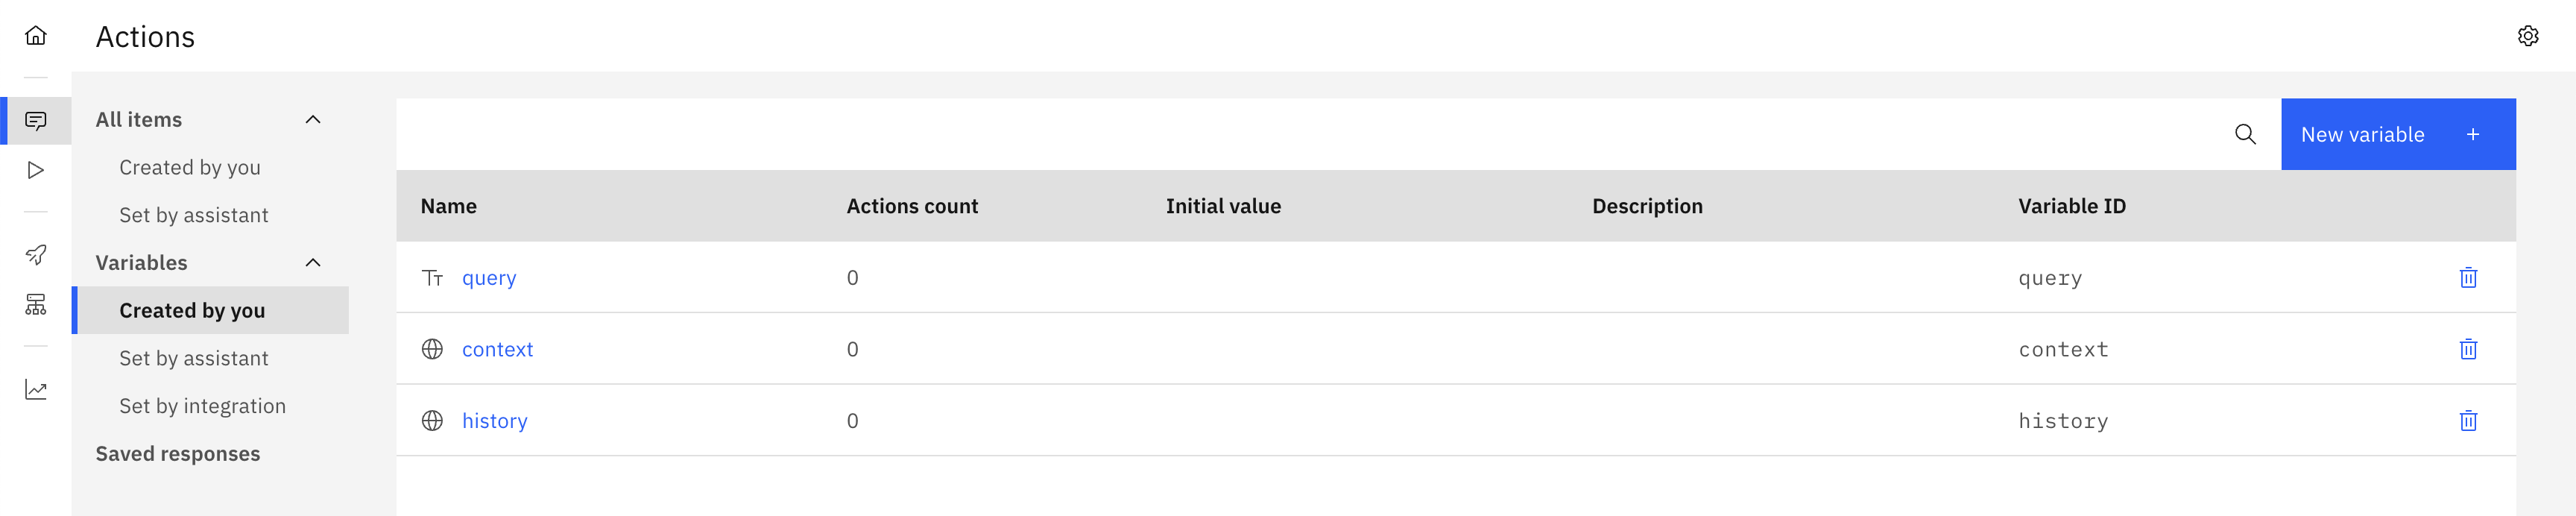 Actions
All items
Created by you
Set by assistant
Variables
Created by you
Set by assistant
Set by integration
Saved responses
New variable
Name Actions count Initial value Description Variable ID
query 0 query
context 0 context
history 0 history